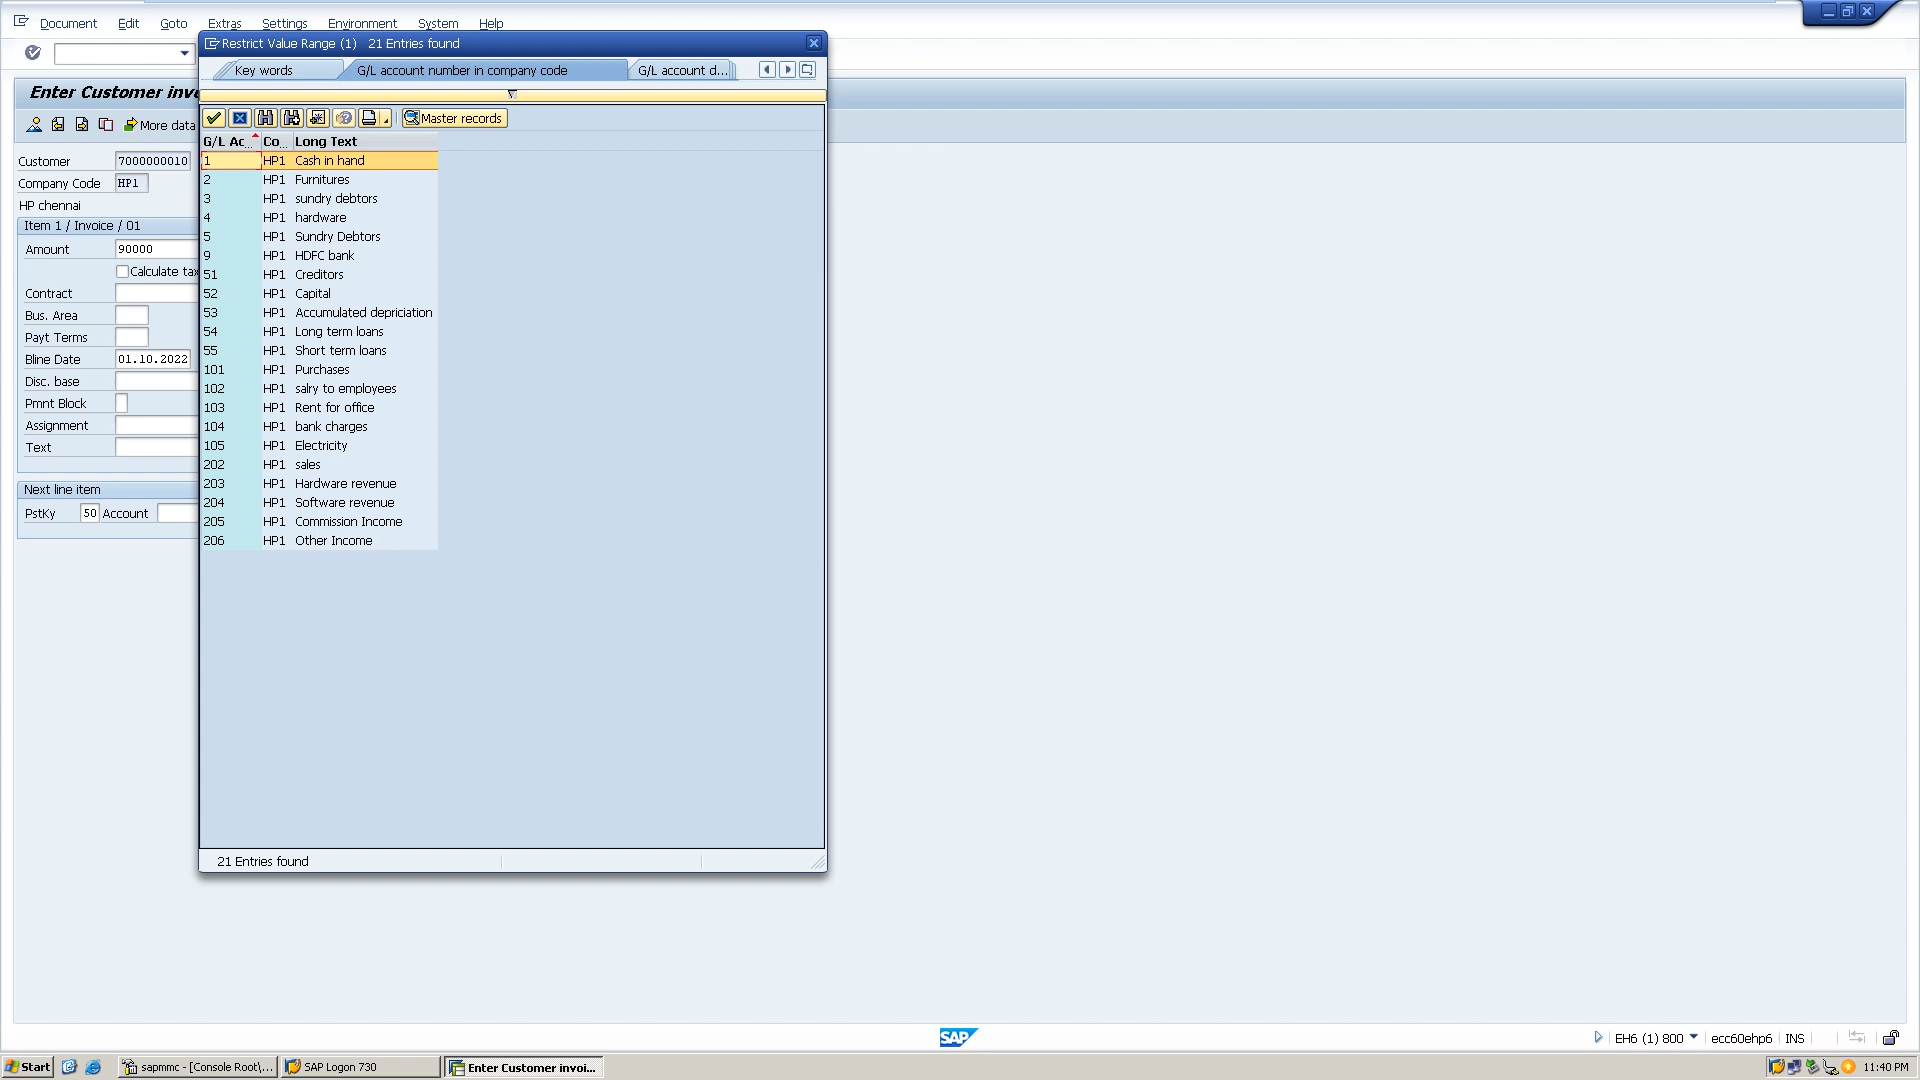 Document Edit Goto Extras Settings Environment System Help
Restrict Value Range (1) 21 Entries found
Key words G/L account number in company code G/L account d...
Enter Customer inv
More data
Master records
G/L Ac... Co... Long Text
Customer 7000000010
Company Code HP1
HP chennai
Item 1 / Invoice / 01
Amount 90000
Calculate tax
Contract
Bus. Area
Payt Terms
Bline Date 01.10.2022
Disc. base
Pmnt Block
Assignment
Text
Next line item
PstKy 50 Account
1 HP1 Cash in hand
2 HP1 Furnitures
3 HP1 sundry debtors
4 HP1 hardware
5 HP1 Sundry Debtors
9 HP1 HDFC bank
51 HP1 Creditors
52 HP1 Capital
53 HP1 Accumulated depriciation
54 HP1 Long term loans
55 HP1 Short term loans
101 HP1 Purchases
102 HP1 salry to employees
103 HP1 Rent for office
104 HP1 bank charges
105 HP1 Electricity
202 HP1 sales
203 HP1 Hardware revenue
204 HP1 Software revenue
205 HP1 Commission Income
206 HP1 Other Income
21 Entries found
SAP
EH6 (1) 800 ecc60ehp6 INS
Start sapmmc - [Console Root\... SAP Logon 730 Enter Customer invoi... 11:40 PM